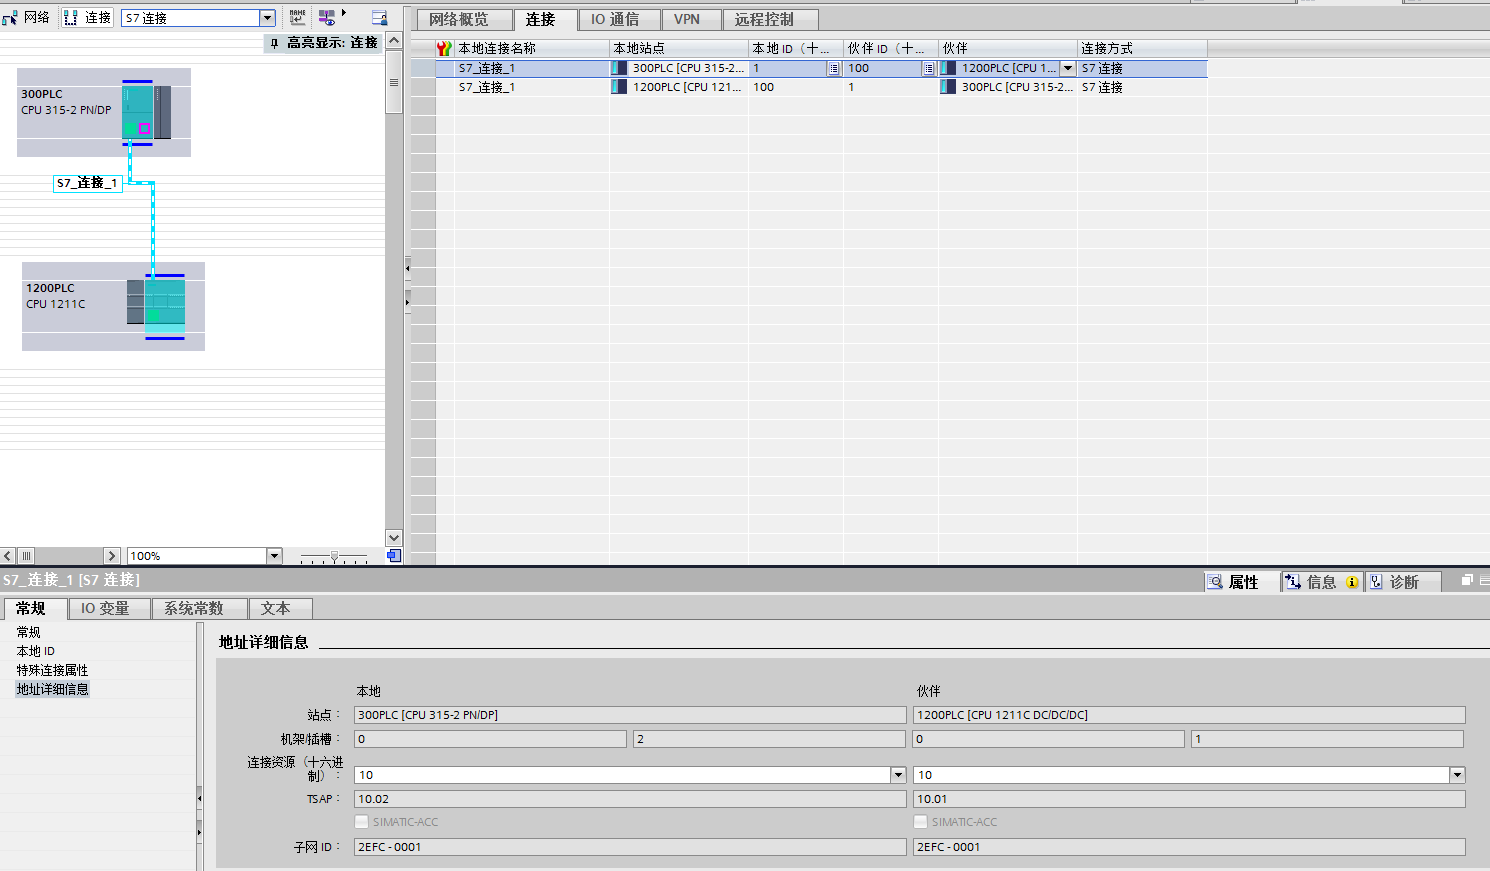 网络 连接 S7 连接
高亮显示: 连接
300PLC
CPU 315-2 PN/DP
S7_连接_1
1200PLC
CPU 1211C
100%
网络概览 连接 IO 通信 VPN 远程控制
本地连接名称 本地站点 本地 ID（十... 伙伴 ID（十... 伙伴 连接方式
S7_连接_1 300PLC [CPU 315-2... 1 100 1200PLC [CPU 1... S7 连接
S7_连接_1 1200PLC [CPU 121... 100 1 300PLC [CPU 315-2... S7 连接
S7_连接_1 [S7 连接]
属性 信息 诊断
常规 IO 变量 系统常数 文本
常规
本地 ID
特殊连接属性
地址详细信息
地址详细信息
本地 伙伴
站点： 300PLC [CPU 315-2 PN/DP] 1200PLC [CPU 1211C DC/DC/DC]
机架/插槽： 0 2 0 1
连接资源（十六进
制）： 10 10
TSAP： 10.02 10.01
SIMATIC-ACC SIMATIC-ACC
子网 ID： 2EFC - 0001 2EFC - 0001